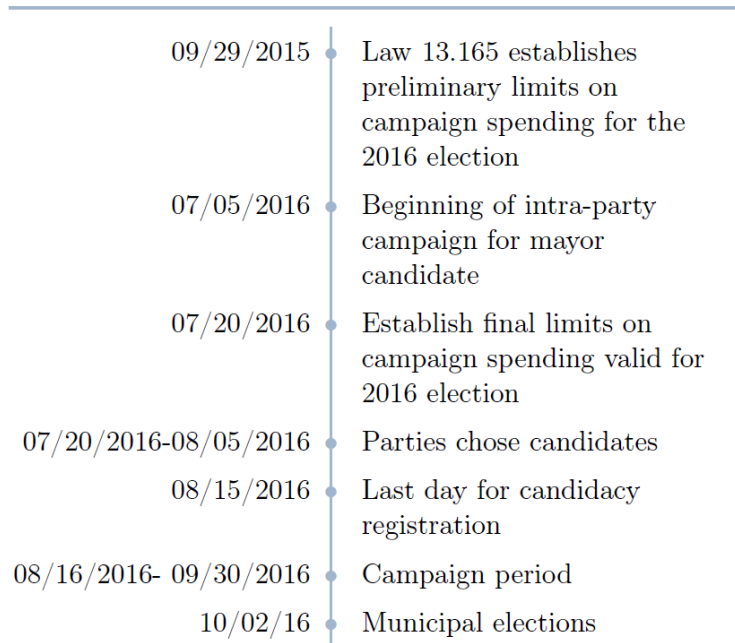 09/29/2015 Law 13.165 establishes
preliminary limits on
campaign spending for the
2016 election
07/05/2016 Beginning of intra-party
campaign for mayor
candidate
07/20/2016 Establish final limits on
campaign spending valid for
2016 election
07/20/2016-08/05/2016 Parties chose candidates
08/15/2016 Last day for candidacy
registration
08/16/2016- 09/30/2016 Campaign period
10/02/16 Municipal elections